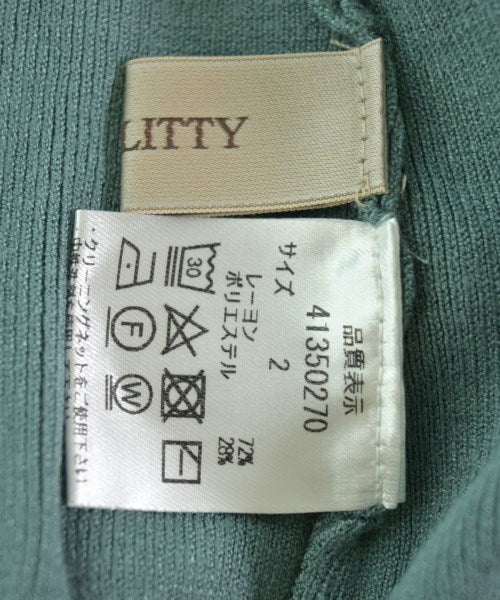 LITTY
品質表示
41350270
サイズ 2
レーヨン 72%
ポリエステル 28%
30
F
W
・クリーニングネットをご使用下さい